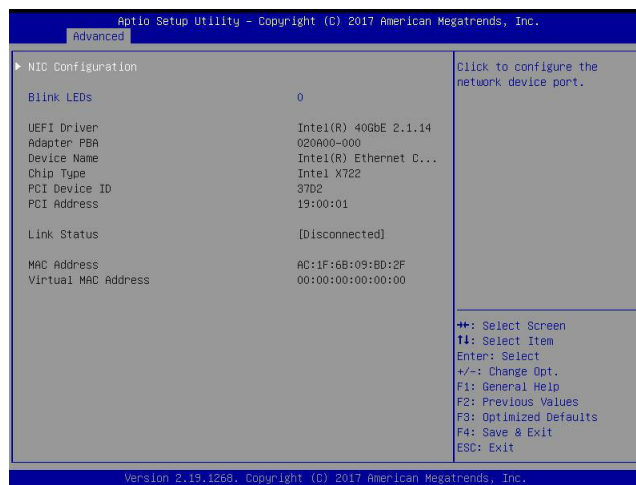 Aptio Setup Utility – Copyright (C) 2017 American Megatrends, Inc.
Advanced
NIC Configuration
Blink LEDs 0
UEFI Driver Intel(R) 40GbE 2.1.14
Adapter PBA 020A00-000
Device Name Intel(R) Ethernet C...
Chip Type Intel X722
PCI Device ID 37D2
PCI Address 19:00:01
Link Status [Disconnected]
MAC Address AC:1F:6B:09:BD:2F
Virtual MAC Address 00:00:00:00:00:00
Click to configure the
network device port.
→←: Select Screen
↑↓: Select Item
Enter: Select
+/-: Change Opt.
F1: General Help
F2: Previous Values
F3: Optimized Defaults
F4: Save & Exit
ESC: Exit
Version 2.19.1268. Copyright (C) 2017 American Megatrends, Inc.